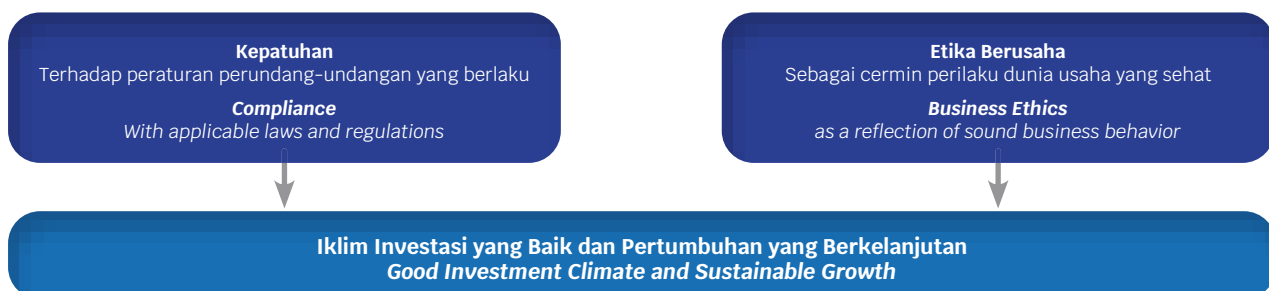 Kepatuhan
Terhadap peraturan perundang-undangan yang berlaku
Compliance
With applicable laws and regulations
Etika Berusaha
Sebagai cermin perilaku dunia usaha yang sehat
Business Ethics
as a reflection of sound business behavior
Iklim Investasi yang Baik dan Pertumbuhan yang Berkelanjutan
Good Investment Climate and Sustainable Growth